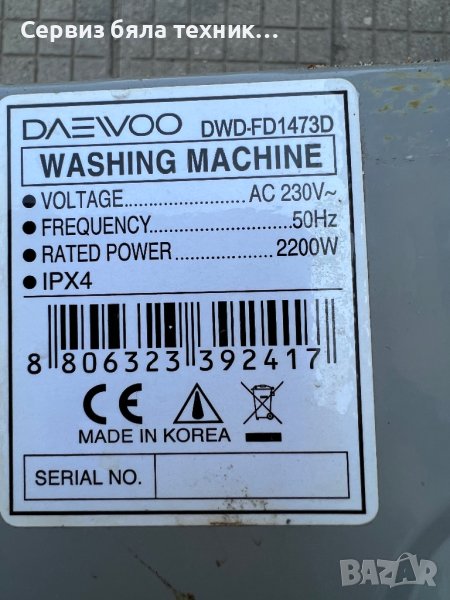 Сервиз бяла техник...
DAEWOO DWD-FD1473D
WASHING MACHINE
● VOLTAGE........................AC 230V~
● FREQUENCY........................50Hz
● RATED POWER..................2200W
● IPX4
8 806323 392417
CE
MADE IN KOREA
SERIAL NO.
BAZAR